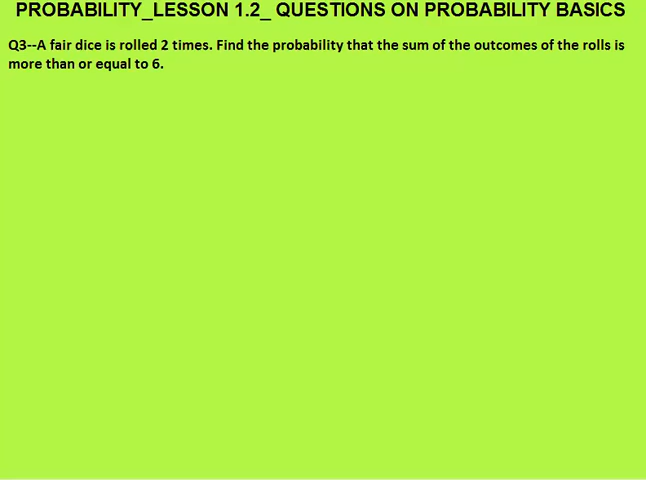 PROBABILITY_LESSON 1.2_ QUESTIONS ON PROBABILITY BASICS
Q3--A fair dice is rolled 2 times. Find the probability that the sum of the outcomes of the rolls is
more than or equal to 6.